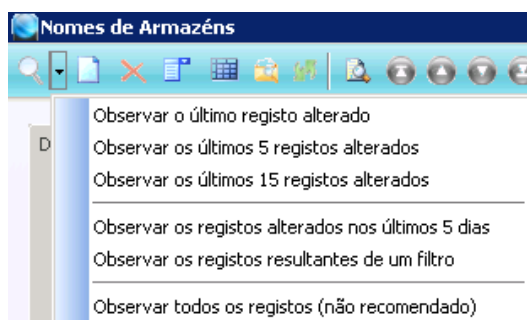 Nomes de Armazéns
Observar o último registo alterado
D
Observar os últimos 5 registos alterados
Observar os últimos 15 registos alterados
Observar os registos alterados nos últimos 5 dias
Observar os registos resultantes de um filtro
Observar todos os registos (não recomendado)